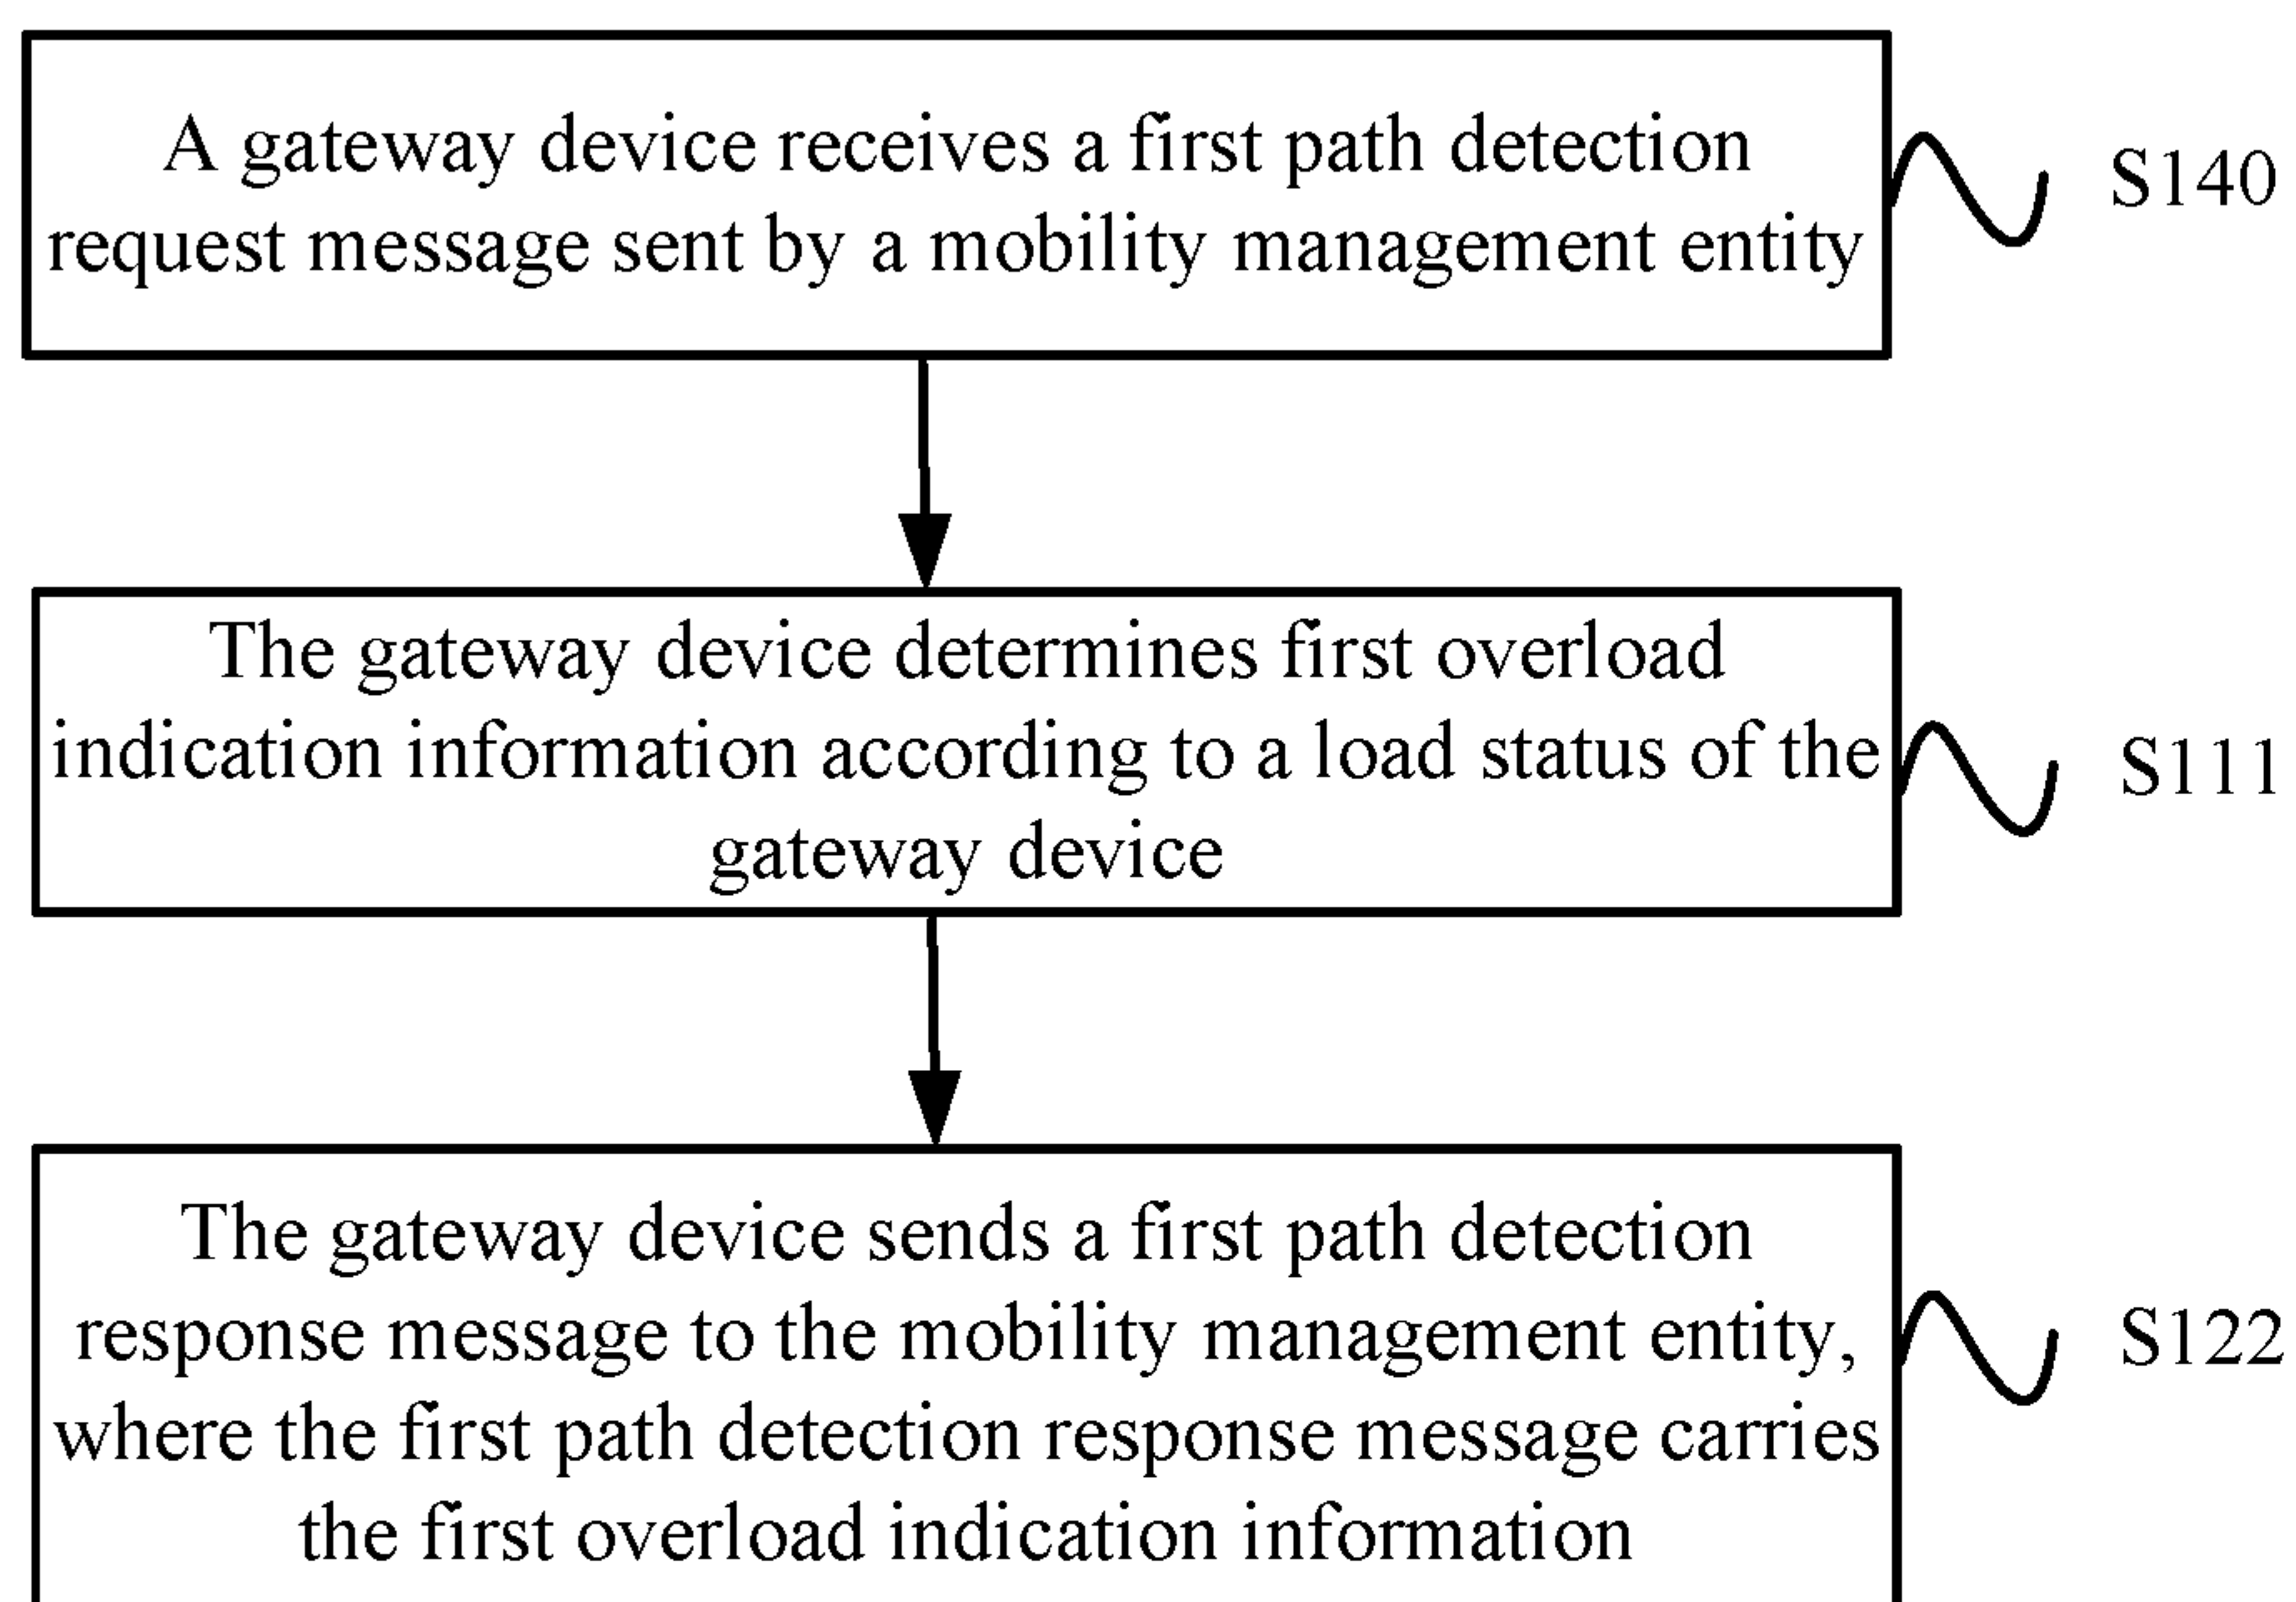 A gateway device receives a first path detection
request message sent by a mobility management entity
S140
The gateway device determines first overload
indication information according to a load status of the
gateway device
S111
The gateway device sends a first path detection
response message to the mobility management entity,
where the first path detection response message carries
the first overload indication information
S122